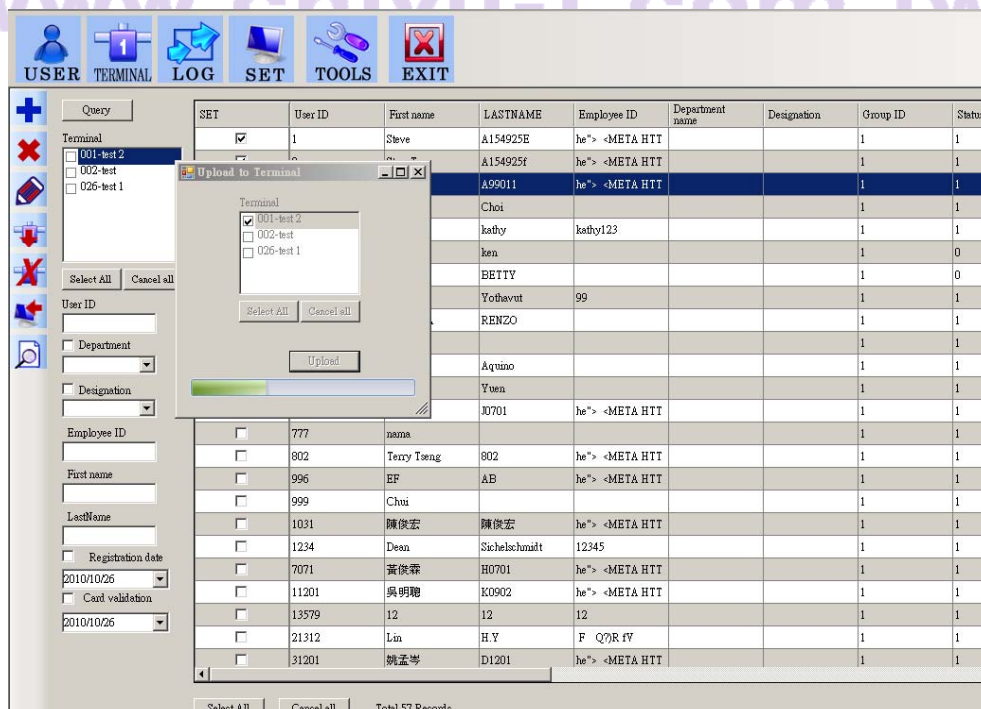 USER TERMINAL LOG SET TOOLS EXIT
1
Query
Terminal
001-test 2
002-test
026-test 1
Select All Cancel all
User ID
Department
Designation
Employee ID
First name
LastName
Registration date
2010/10/26
Card validation
2010/10/26
Upload to Terminal
Terminal
001-test 2
002-test
026-test 1
Select All Cancel all
Upload
SET User ID First name LASTNAME Employee ID Department name Designation Group ID Status
1 Steve A154925E he"> <META HTT 1 1
A154925f he"> <META HTT 1 1
A99011 he"> <META HTT 1 1
Choi 1 1
kathy kathy123 1 1
ken 1 0
BETTY 1 0
Yothavut 99 1 1
RENZO 1 1
1 1
Aquino 1 1
Yuen 1 1
J0701 he"> <META HTT 1 1
777 nama 1 1
802 Terry Tseng 802 he"> <META HTT 1 1
996 EF AB he"> <META HTT 1 1
999 Chui 1 1
1031 陳俊宏 陳俊宏 he"> <META HTT 1 1
1234 Dean Sichelschmidt 12345 1 1
7071 黃俊霖 H0701 he"> <META HTT 1 1
11201 吳明聰 K0902 he"> <META HTT 1 1
13579 12 12 12 1 1
21312 Lin H.Y F Q?)R fV 1 1
31201 姚孟岑 D1201 he"> <META HTT 1 1
Select All Cancel all Total 57 Records